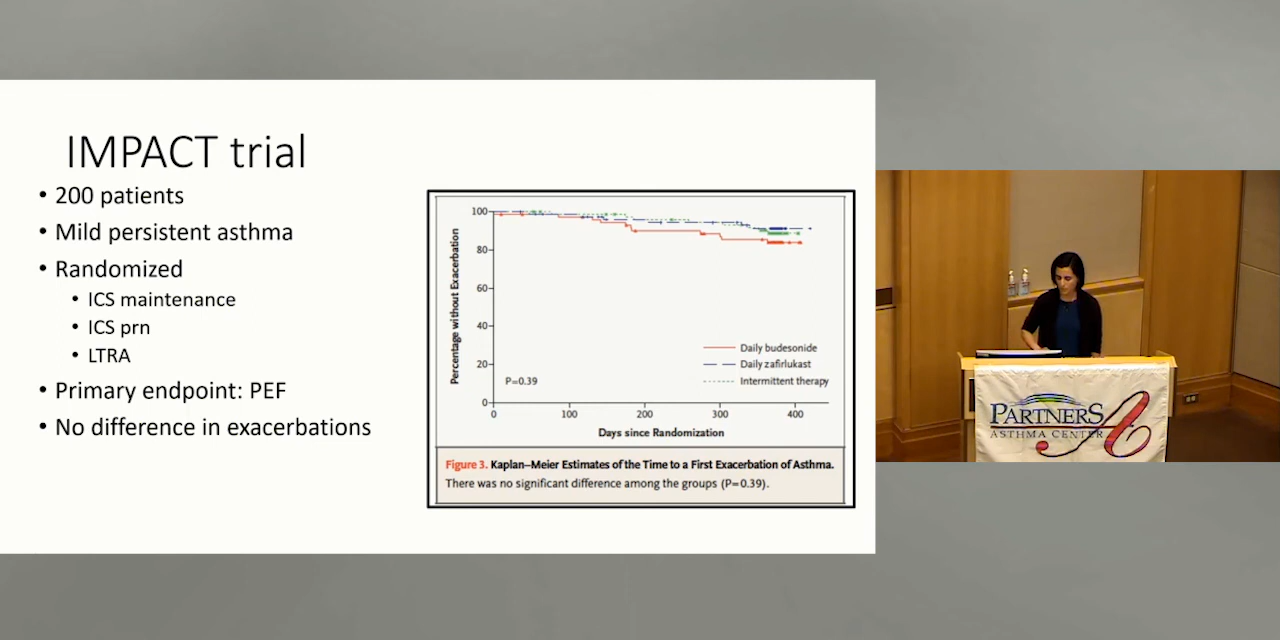 IMPACT trial
• 200 patients
• Mild persistent asthma
• Randomized
• ICS maintenance
• ICS prn
• LTRA
• Primary endpoint: PEF
• No difference in exacerbations
Percentage without Exacerbation
100
80
60
40
20
0
0
100
200
300
400
Days since Randomization
P=0.39
Daily budesonide
Daily zafirlukast
Intermittent therapy
Figure 3. Kaplan–Meier Estimates of the Time to a First Exacerbation of Asthma.
There was no significant difference among the groups (P=0.39).
PARTNERS
ASTHMA CENTER
A